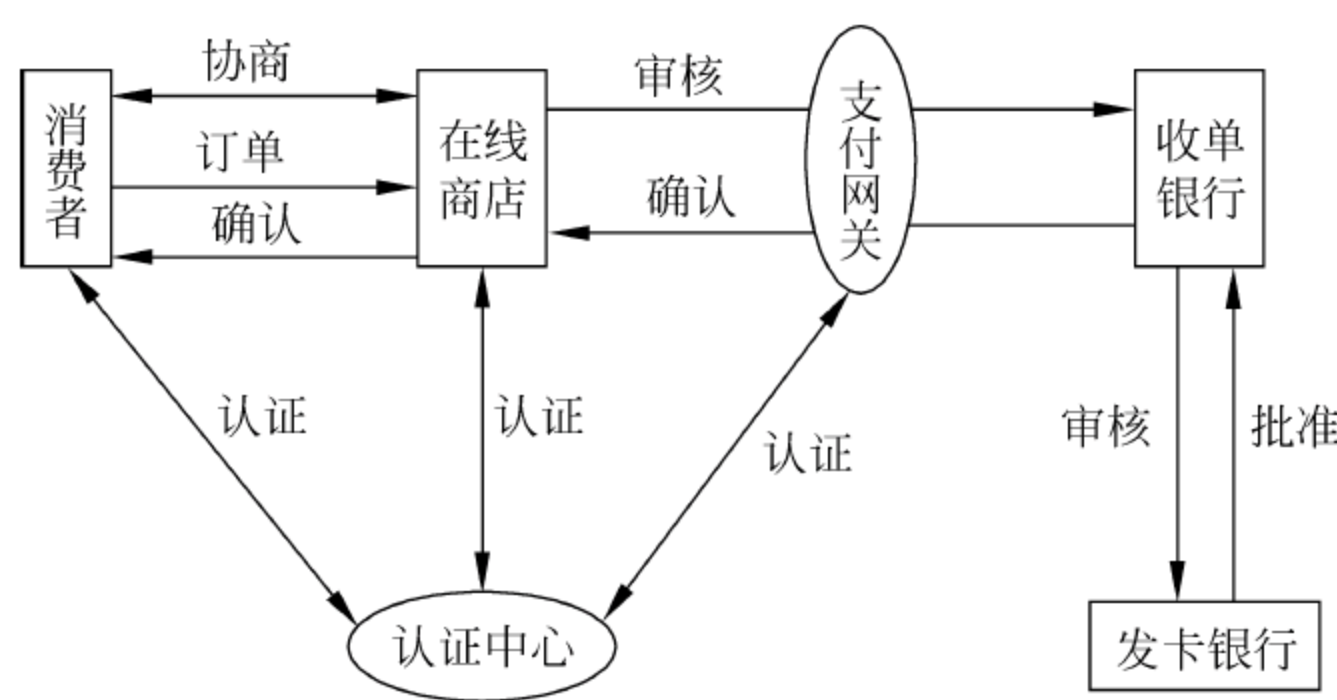 协商
审核
消费者
订单
在线
商店
支付网关
收单
银行
确认
确认
认证
认证
认证
审核
批准
认证中心
发卡银行